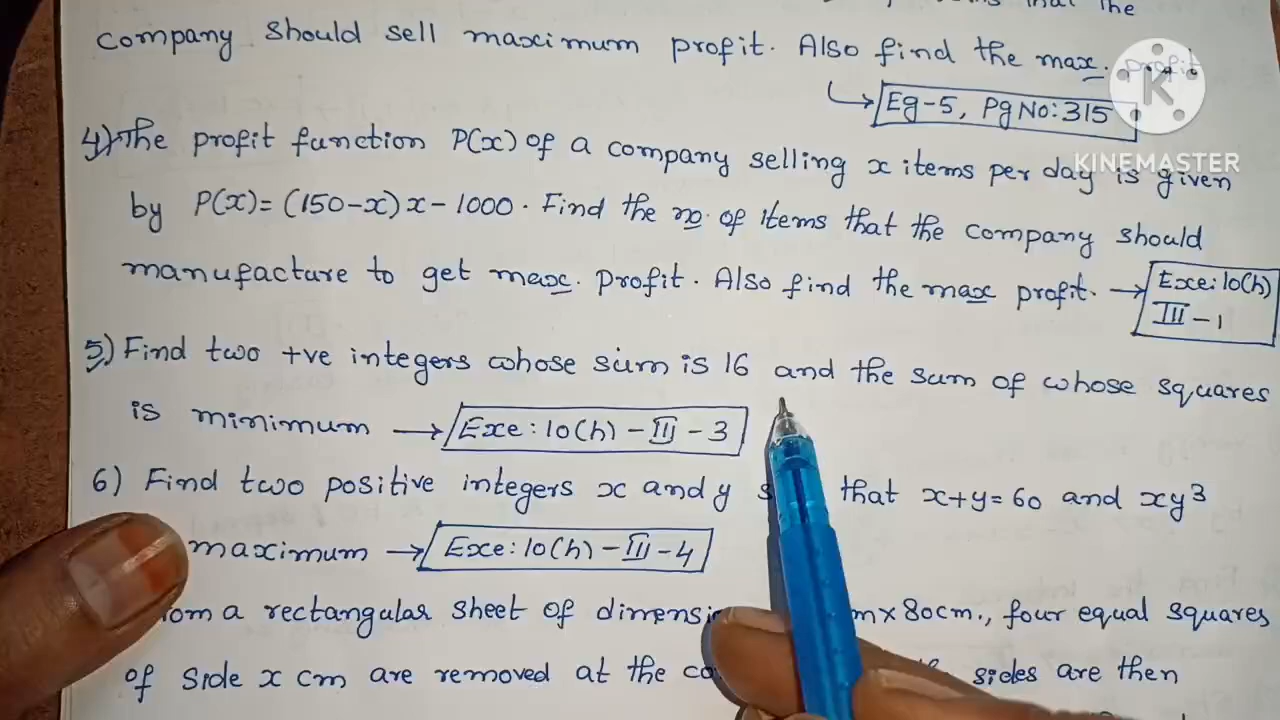 that the
company should sell maximum profit. Also find the max. profit
Eg-5, Pg No: 315
KINEMASTER
4) The profit function P(x) of a company selling x items per day is given
by P(x) = (150-x)x - 1000. Find the no. of items that the company should
manufacture to get max. profit. Also find the max profit. → Exe: 10(h)
III - 1
5) Find two +ve integers whose sum is 16 and the sum of whose squares
is minimum → Exe: 10(h) - III - 3
6) Find two positive integers x and y that x+y=60 and xy³
maximum → Exe: 10(h) - III - 4
a rectangular sheet of × 80cm., four equal squares
of side x cm are removed at the sides are then